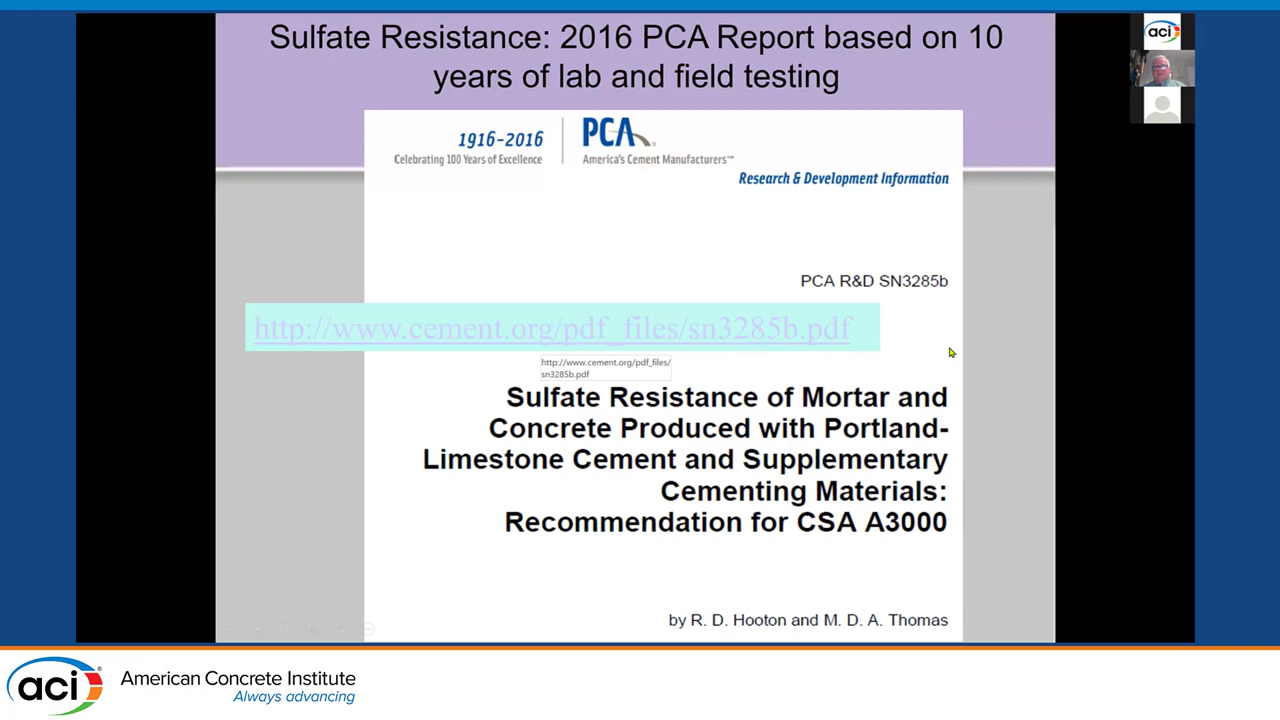 Sulfate Resistance: 2016 PCA Report based on 10
years of lab and field testing
aci
1916-2016
Celebrating 100 Years of Excellence
PCA
America's Cement Manufacturers™
Research & Development Information
PCA R&D SN3285b
http://www.cement.org/pdf_files/sn3285b.pdf
http://www.cement.org/pdf_files/
sn3285b.pdf
Sulfate Resistance of Mortar and
Concrete Produced with Portland-
Limestone Cement and Supplementary
Cementing Materials:
Recommendation for CSA A3000
by R. D. Hooton and M. D. A. Thomas
aci®
American Concrete Institute
Always advancing